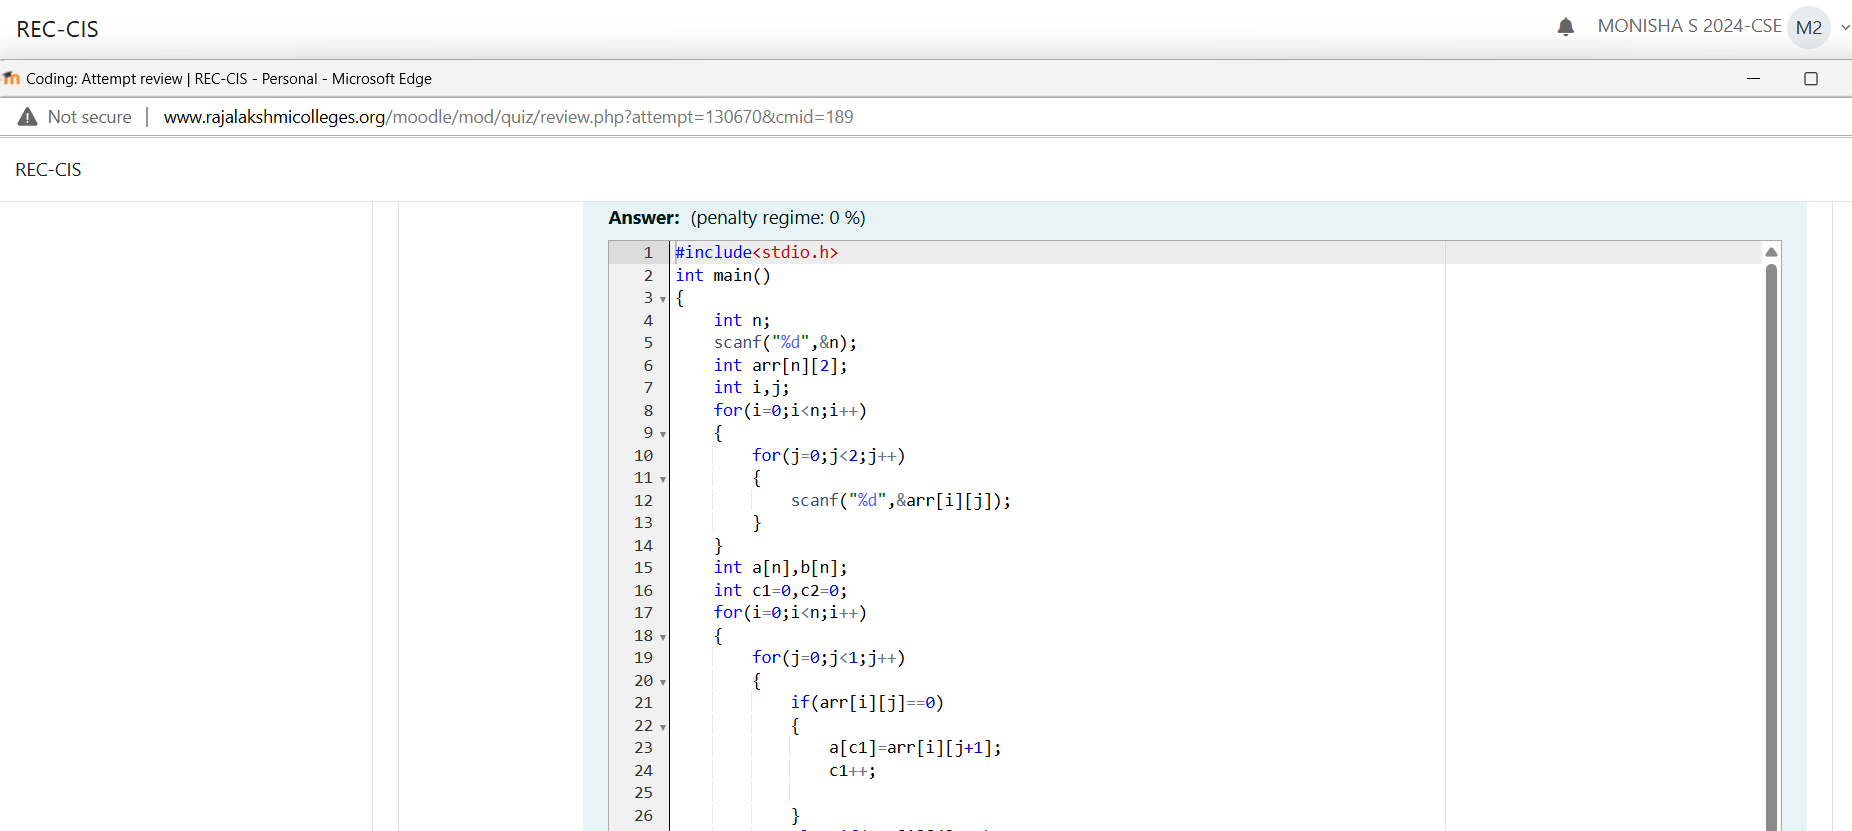 REC-CIS
MONISHA S 2024-CSE M2
Coding: Attempt review | REC-CIS - Personal - Microsoft Edge
Not secure | www.rajalakshmicolleges.org/moodle/mod/quiz/review.php?attempt=130670&cmid=189
REC-CIS
Answer: (penalty regime: 0 %)
1 #include<stdio.h>
2 int main()
3 {
4     int n;
5     scanf("%d",&n);
6     int arr[n][2];
7     int i,j;
8     for(i=0;i<n;i++)
9     {
10         for(j=0;j<2;j++)
11         {
12             scanf("%d",&arr[i][j]);
13         }
14     }
15     int a[n],b[n];
16     int c1=0,c2=0;
17     for(i=0;i<n;i++)
18     {
19         for(j=0;j<1;j++)
20         {
21             if(arr[i][j]==0)
22             {
23                 a[c1]=arr[i][j+1];
24                 c1++;
25
26             }